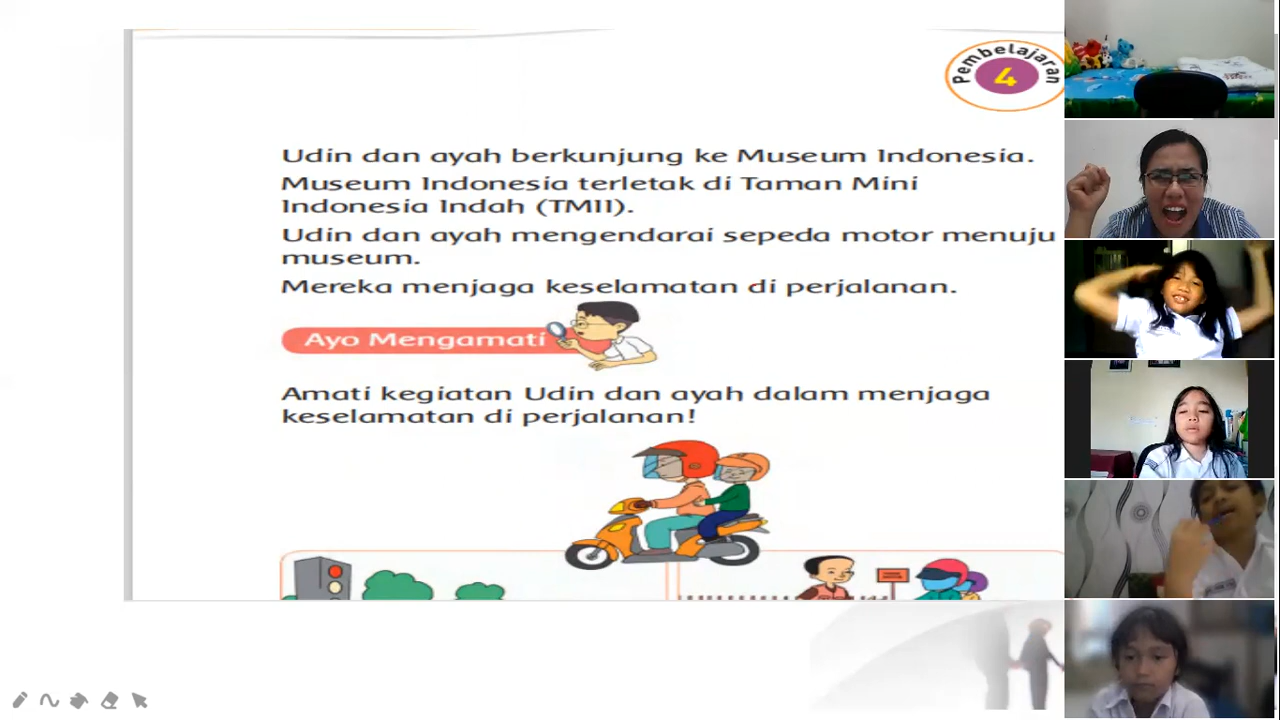 Pembelajaran
4
Udin dan ayah berkunjung ke Museum Indonesia.
Museum Indonesia terletak di Taman Mini
Indonesia Indah (TMII).
Udin dan ayah mengendarai sepeda motor menuju
museum.
Mereka menjaga keselamatan di perjalanan.
Ayo Mengamati
Amati kegiatan Udin dan ayah dalam menjaga
keselamatan di perjalanan!